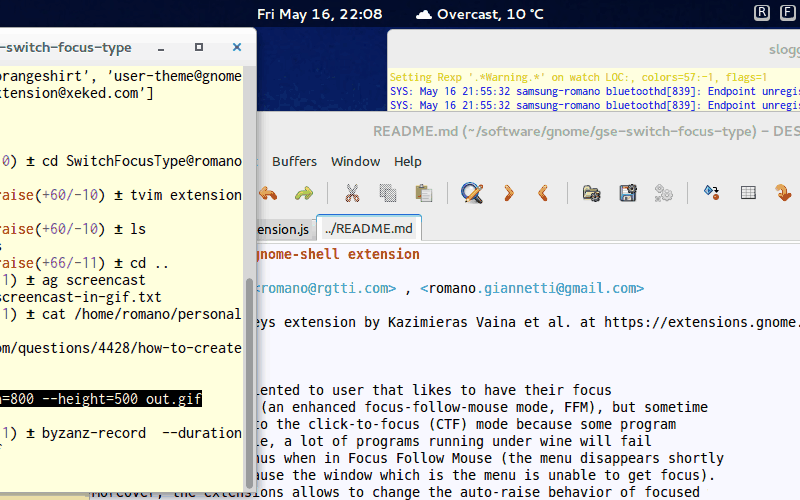 Fri May 16, 22:08
Overcast, 10 °C
R
F
-switch-focus-type
orangeshirt', 'user-theme@gnome
xtension@xeked.com']
0) ± cd SwitchFocusType@romano
raise(+60/-10) ± tvim extension
raise(+60/-10) ± ls
s
raise(+66/-11) ± cd ..
1) ± ag screencast
screencast-in-gif.txt
1) ± cat /home/romano/personal
om/questions/4428/how-to-create
h=800 --height=500 out.gif
1) ± byzanz-record --duration
slogg
Setting Rexp '.*Warning.*' on watch LOC:, colors=57:-1, flags=1
SYS: May 16 21:55:32 samsung-romano bluetoothd[839]: Endpoint unregis
SYS: May 16 21:55:32 samsung-romano bluetoothd[839]: Endpoint unregis
README.md (~/software/gnome/gse-switch-focus-type) – DES
Buffers Window Help
ension.js ../README.md
gnome-shell extension
<romano@rgtti.com> , <romano.giannetti@gmail.com>
eys extension by Kazimieras Vaina et al. at https://extensions.gnome.
ented to user that likes to have their focus
(an enhanced focus-follow-mouse mode, FFM), but sometime
to the click-to-focus (CTF) mode because some program
le, a lot of programs running under wine will fail
nus when in Focus Follow Mouse (the menu disappears shortly
ause the window which is the menu is unable to get focus).
Moreover, the extensions allows to change the auto-raise behavior of focused